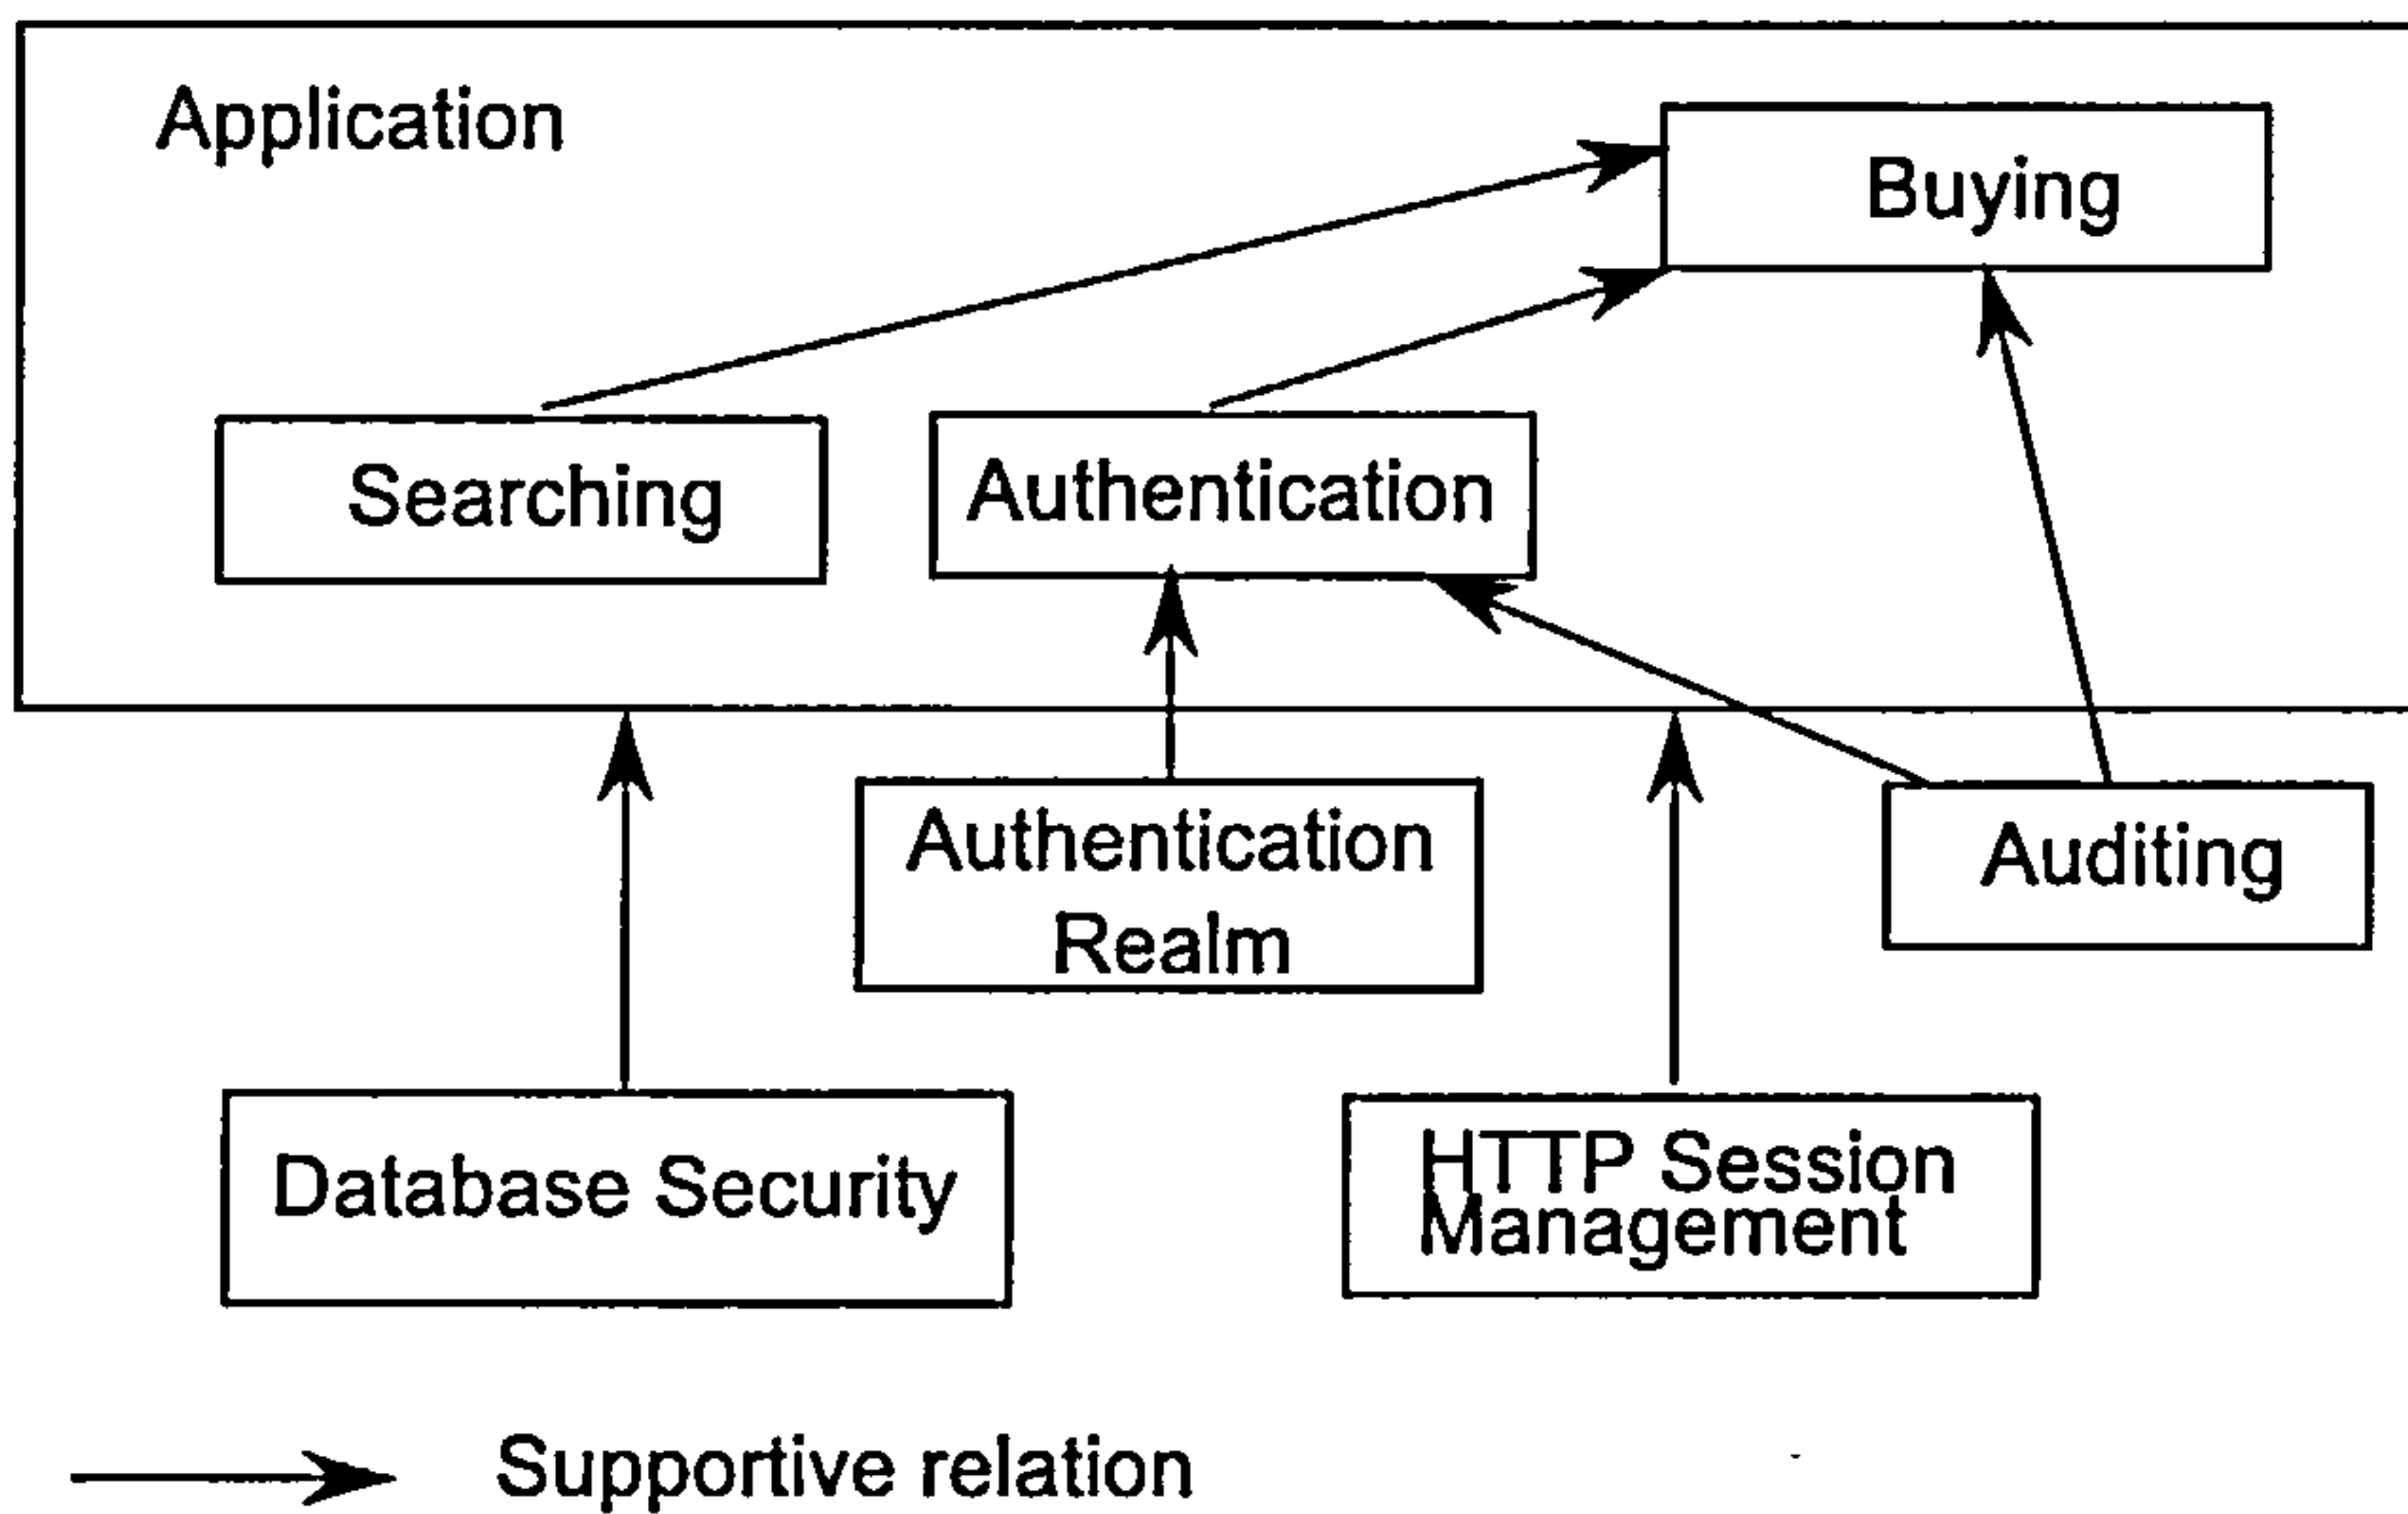 Application
Buying
Searching
Authentication
Authentication
Realm
Auditing
Database Security
HTTP Session
Management
Supportive relation